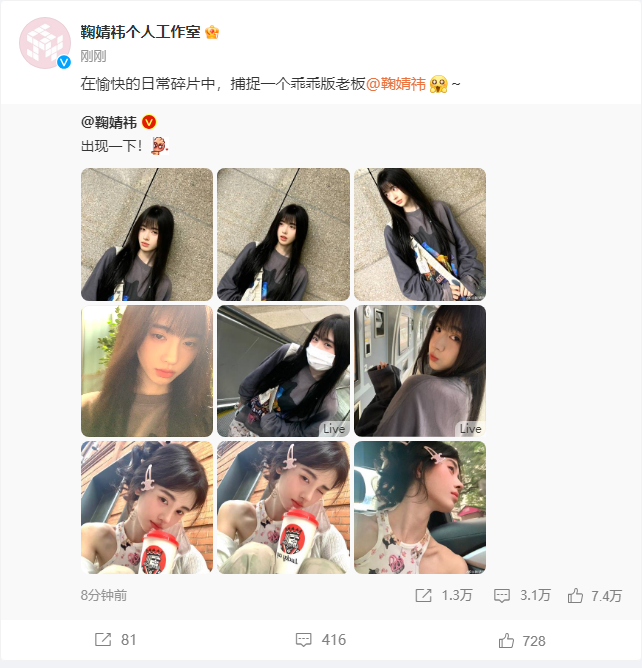 鞠婧祎个人工作室
刚刚
在愉快的日常碎片中，捕捉一个乖乖版老板@鞠婧祎 ~
@鞠婧祎
出现一下！
Live
Live
8分钟前 1.3万 3.1万 7.4万
81 416 728